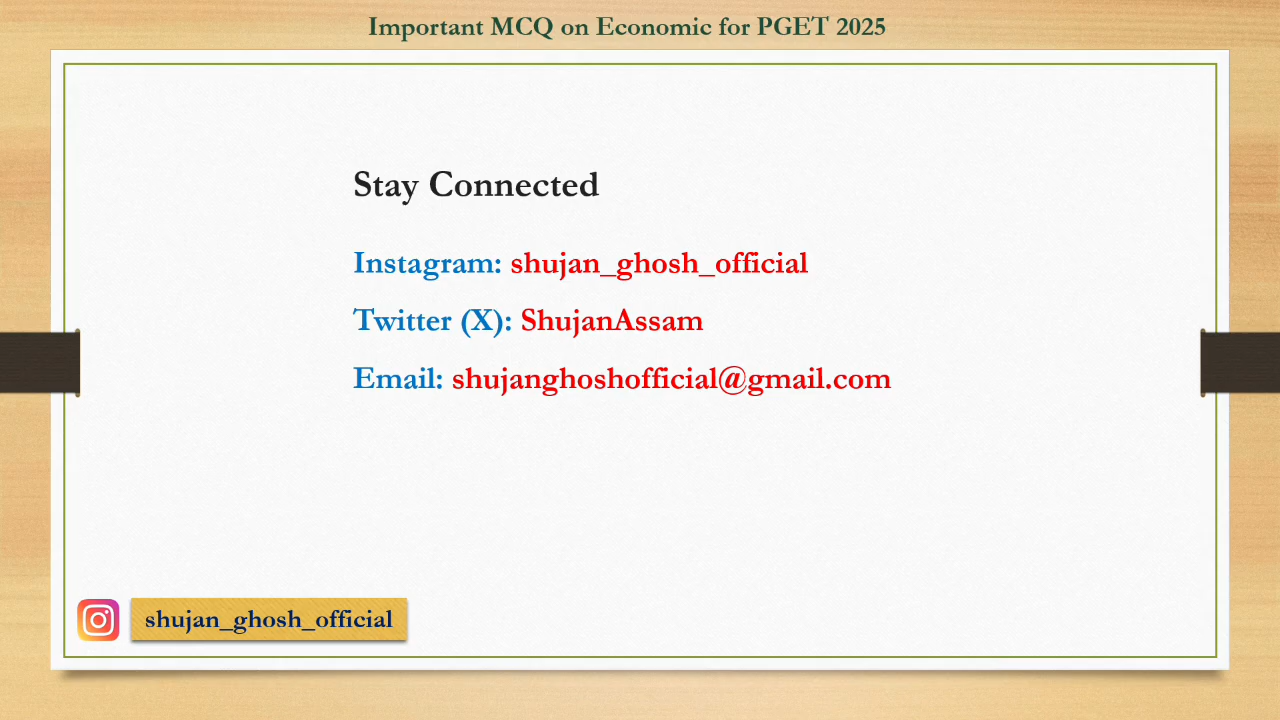 Important MCQ on Economic for PGET 2025
Stay Connected
Instagram: shujan_ghosh_official
Twitter (X): ShujanAssam
Email: shujanghoshofficial@gmail.com
shujan_ghosh_official